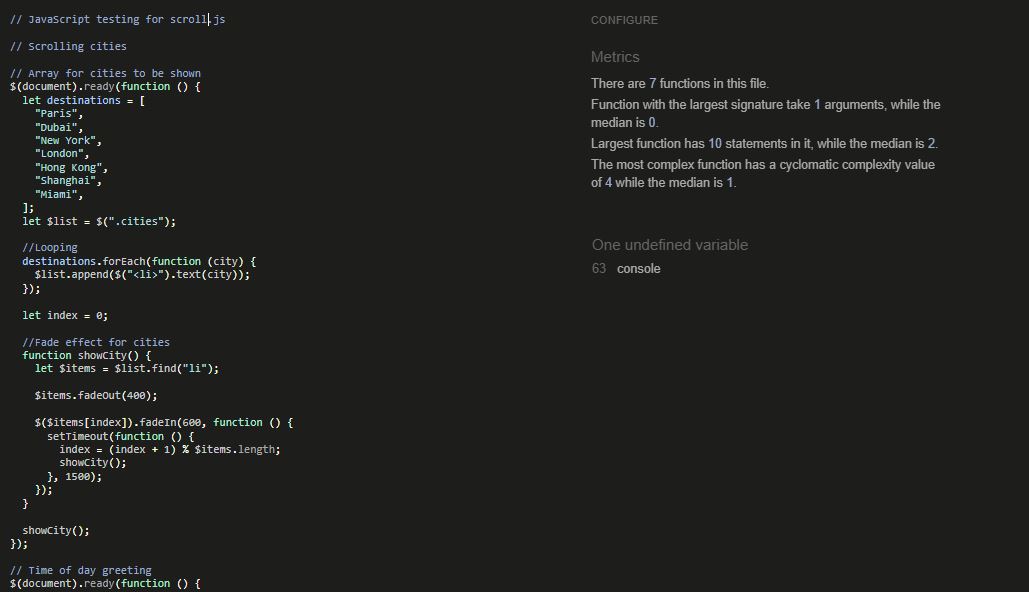 // JavaScript testing for scroll.js
// Scrolling cities
// Array for cities to be shown
$(document).ready(function () {
  let destinations = [
    "Paris",
    "Dubai",
    "New York",
    "London",
    "Hong Kong",
    "Shanghai",
    "Miami",
  ];
  let $list = $(".cities");
  //Looping
  destinations.forEach(function (city) {
    $list.append($("<li>").text(city));
  });
  let index = 0;
  //Fade effect for cities
  function showCity() {
    let $items = $list.find("li");
    $items.fadeOut(400);
    $($items[index]).fadeIn(600, function () {
      setTimeout(function () {
        index = (index + 1) % $items.length;
        showCity();
      }, 1500);
    });
  }
  showCity();
});
// Time of day greeting
$(document).ready(function () {
CONFIGURE
Metrics
There are 7 functions in this file.
Function with the largest signature take 1 arguments, while the
median is 0.
Largest function has 10 statements in it, while the median is 2.
The most complex function has a cyclomatic complexity value
of 4 while the median is 1.
One undefined variable
63 console